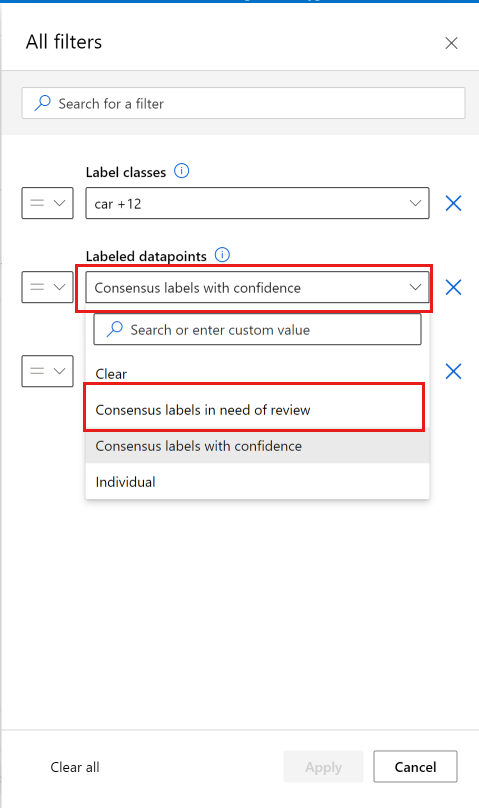 All filters
Search for a filter
Label classes
car +12
Labeled datapoints
Consensus labels with confidence
Search or enter custom value
Clear
Consensus labels in need of review
Consensus labels with confidence
Individual
Clear all
Apply
Cancel